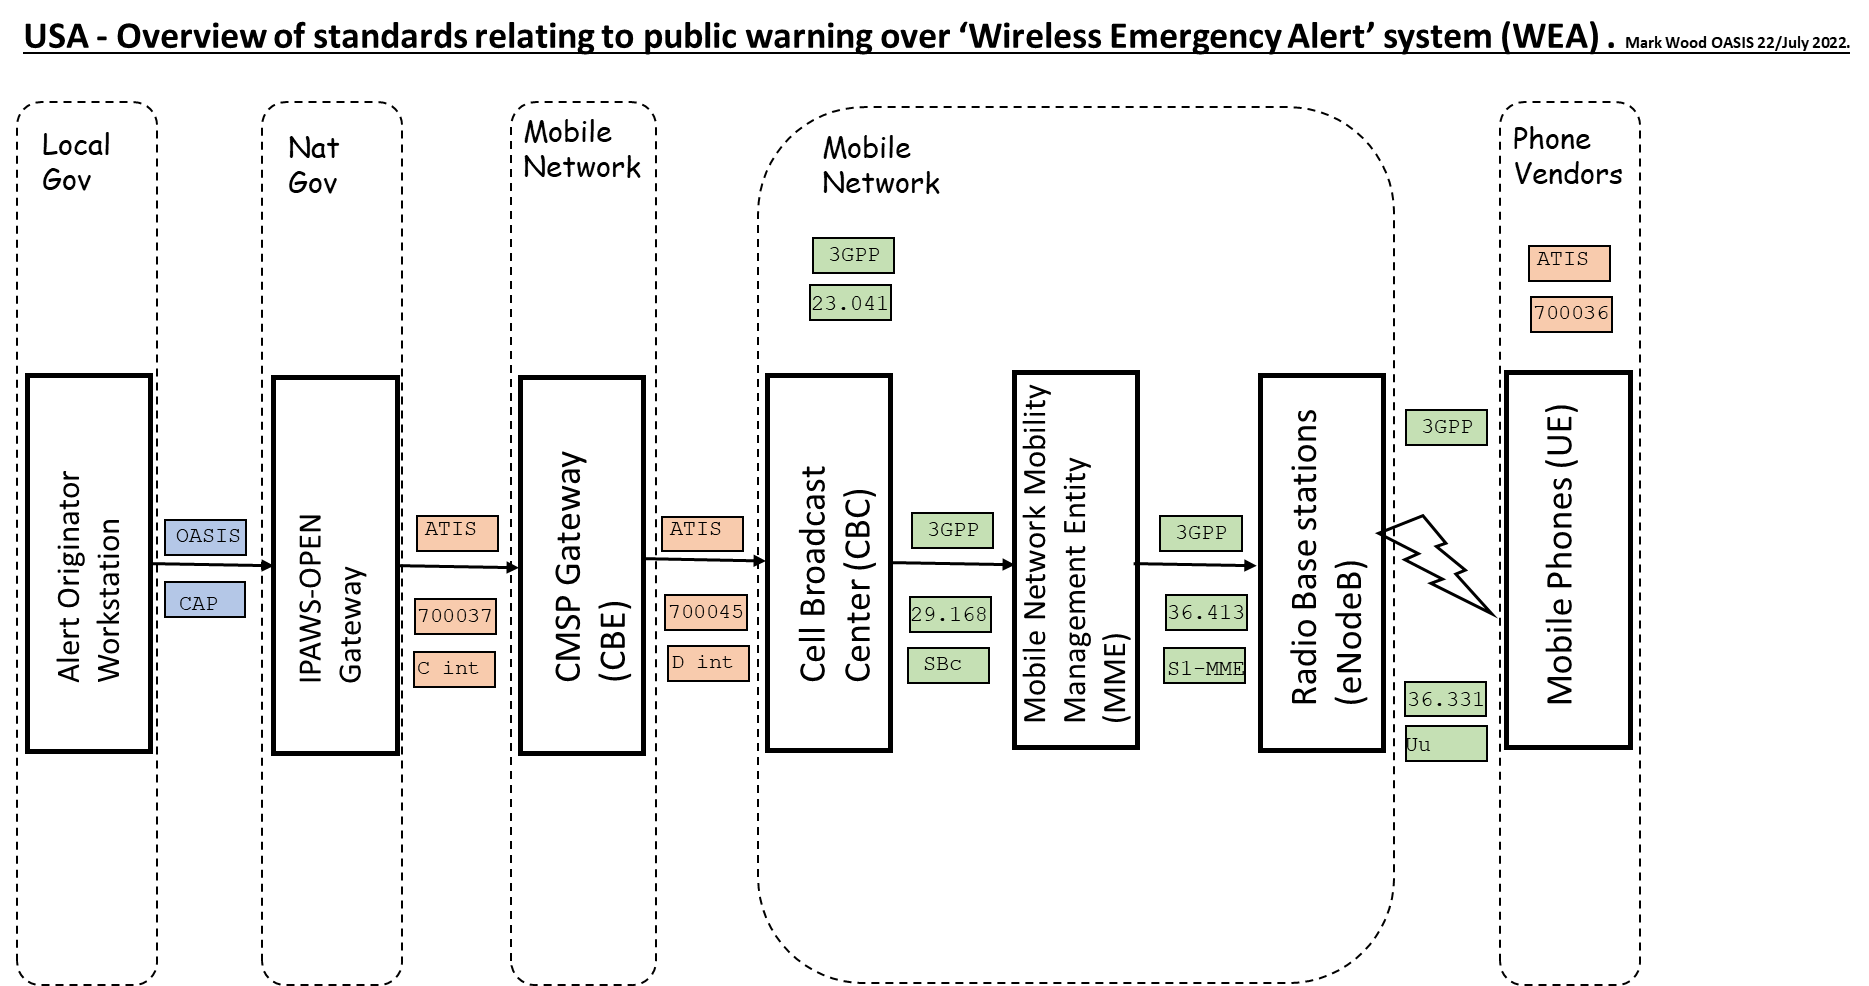 USA - Overview of standards relating to public warning over ‘Wireless Emergency Alert’ system (WEA) . Mark Wood OASIS 22/July 2022.
Local
Gov
Nat
Gov
Mobile
Network
Mobile
Network
Phone
Vendors
3GPP
23.041
ATIS
700036
Alert Originator
Workstation
OASIS
CAP
IPAWS-OPEN
Gateway
ATIS
700037
C int
CMSP Gateway
(CBE)
ATIS
700045
D int
Cell Broadcast
Center (CBC)
3GPP
29.168
SBc
Mobile Network Mobility
Management Entity
(MME)
3GPP
36.413
S1-MME
Radio Base stations
(eNodeB)
3GPP
36.331
Uu
Mobile Phones (UE)